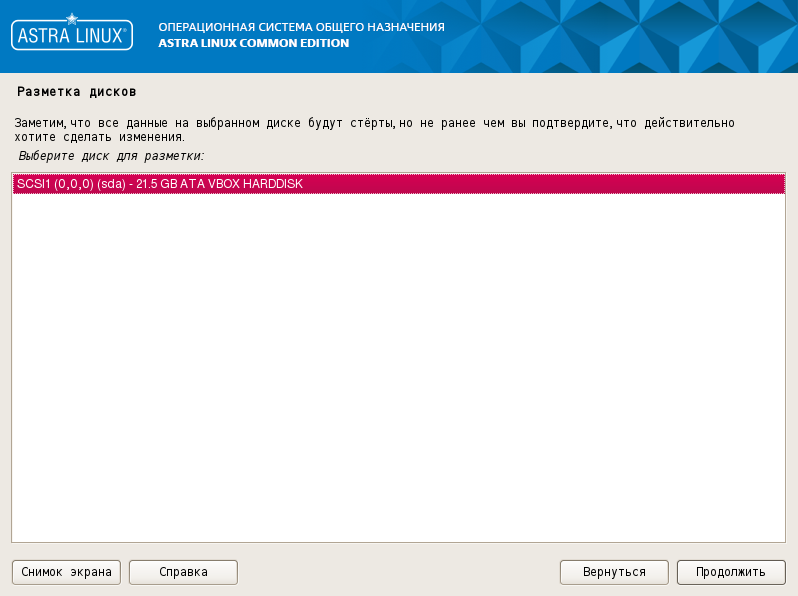 ASTRA LINUX®
ОПЕРАЦИОННАЯ СИСТЕМА ОБЩЕГО НАЗНАЧЕНИЯ
ASTRA LINUX COMMON EDITION
Разметка дисков
Заметим, что все данные на выбранном диске будут стёрты, но не ранее чем вы подтвердите, что действительно
хотите сделать изменения.
Выберите диск для разметки:
SCSI1 (0,0,0) (sda) - 21.5 GB ATA VBOX HARDDISK
Снимок экрана
Справка
Вернуться
Продолжить